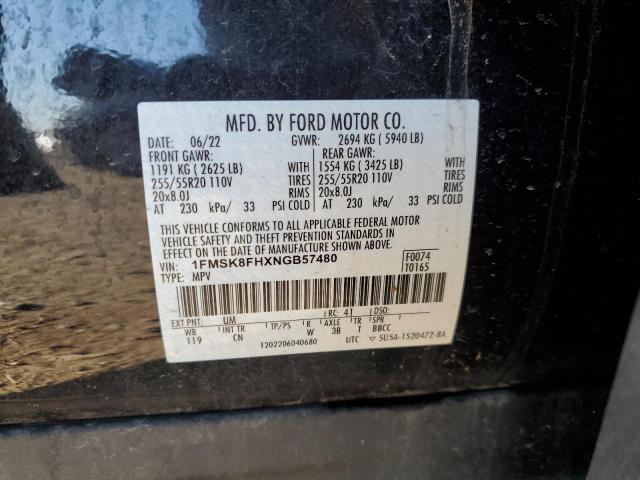 MFD. BY FORD MOTOR CO.
DATE: 06/22 GVWR: 2694 KG ( 5940 LB)
FRONT GAWR: REAR GAWR:
1191 KG ( 2625 LB) WITH 1554 KG ( 3425 LB) WITH
255/55R20 110V TIRES 255/55R20 110V TIRES
20x8.0J RIMS 20x8.0J RIMS
AT 230 kPa/ 33 PSI COLD AT 230 kPa/ 33 PSI COLD
THIS VEHICLE CONFORMS TO ALL APPLICABLE FEDERAL MOTOR
VEHICLE SAFETY AND THEFT PREVENTION STANDARDS IN
EFFECT ON THE DATE OF MANUFACTURE SHOWN ABOVE.
VIN: 1FMSK8FHXNGB57480 F0074
TYPE: MPV T0165
EXT PNT: UM RC: 41 DSO:
WB INT TR TP/PS R AXLE TR SPR
119 CN W 3B T BBCC
1202206040680 UTC ▽ 5U5A-1520472-BA